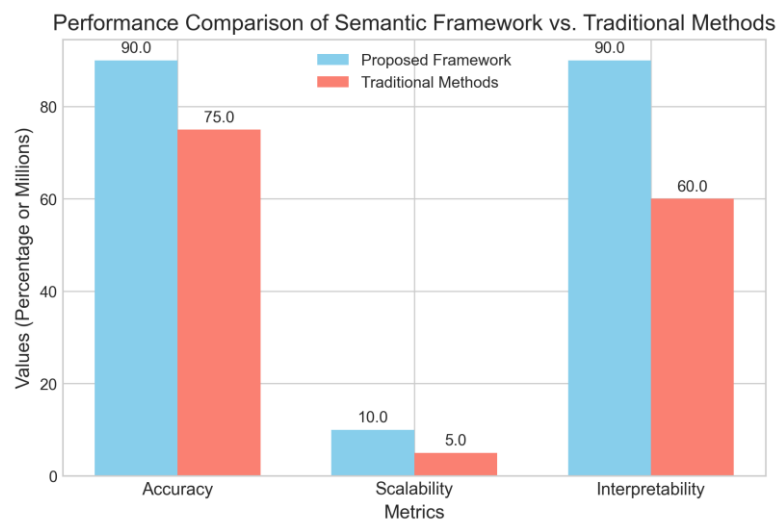 Performance Comparison of Semantic Framework vs. Traditional Methods
90.0
75.0
10.0
5.0
90.0
60.0
Proposed Framework
Traditional Methods
Values (Percentage or Millions)
80
60
40
20
0
Accuracy
Scalability
Interpretability
Metrics